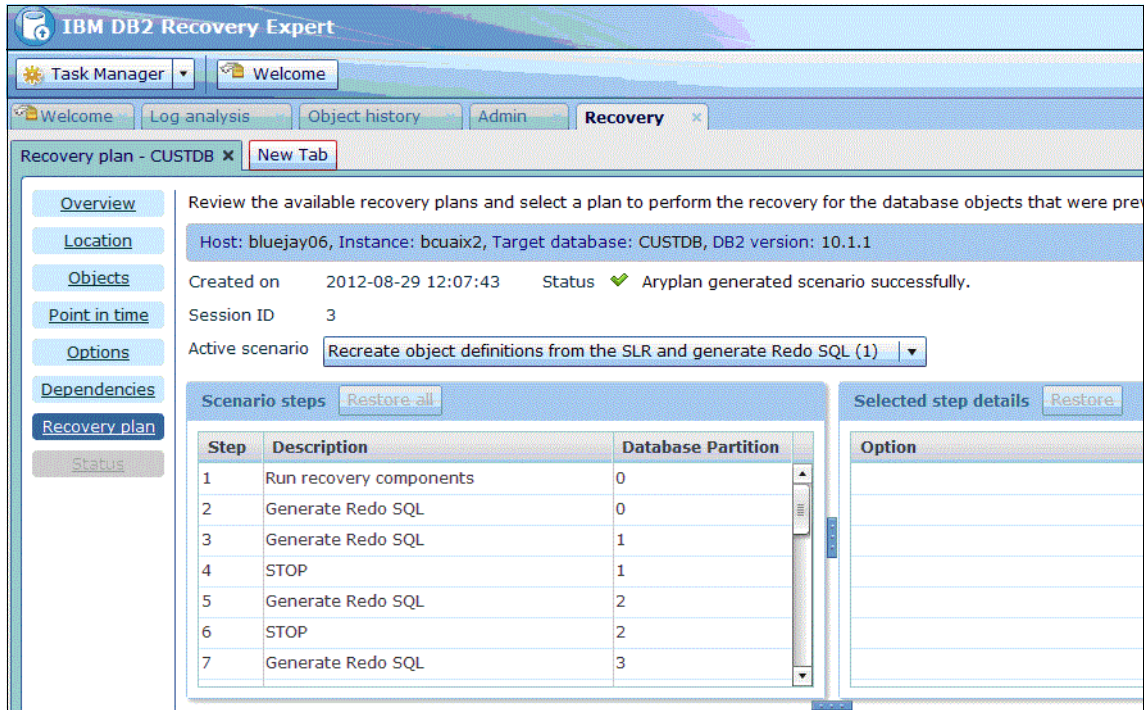 IBM DB2 Recovery Expert
Task Manager Welcome
Welcome Log analysis Object history Admin Recovery
Recovery plan - CUSTDB New Tab
Overview
Location
Objects
Point in time
Options
Dependencies
Recovery plan
Status
Review the available recovery plans and select a plan to perform the recovery for the database objects that were prev
Host: bluejay06, Instance: bcuaix2, Target database: CUSTDB, DB2 version: 10.1.1
Created on 2012-08-29 12:07:43 Status Aryplan generated scenario successfully.
Session ID 3
Active scenario Recreate object definitions from the SLR and generate Redo SQL (1)
Scenario steps Restore all
Step Description Database Partition
1 Run recovery components 0
2 Generate Redo SQL 0
3 Generate Redo SQL 1
4 STOP 1
5 Generate Redo SQL 2
6 STOP 2
7 Generate Redo SQL 3
Selected step details Restore
Option